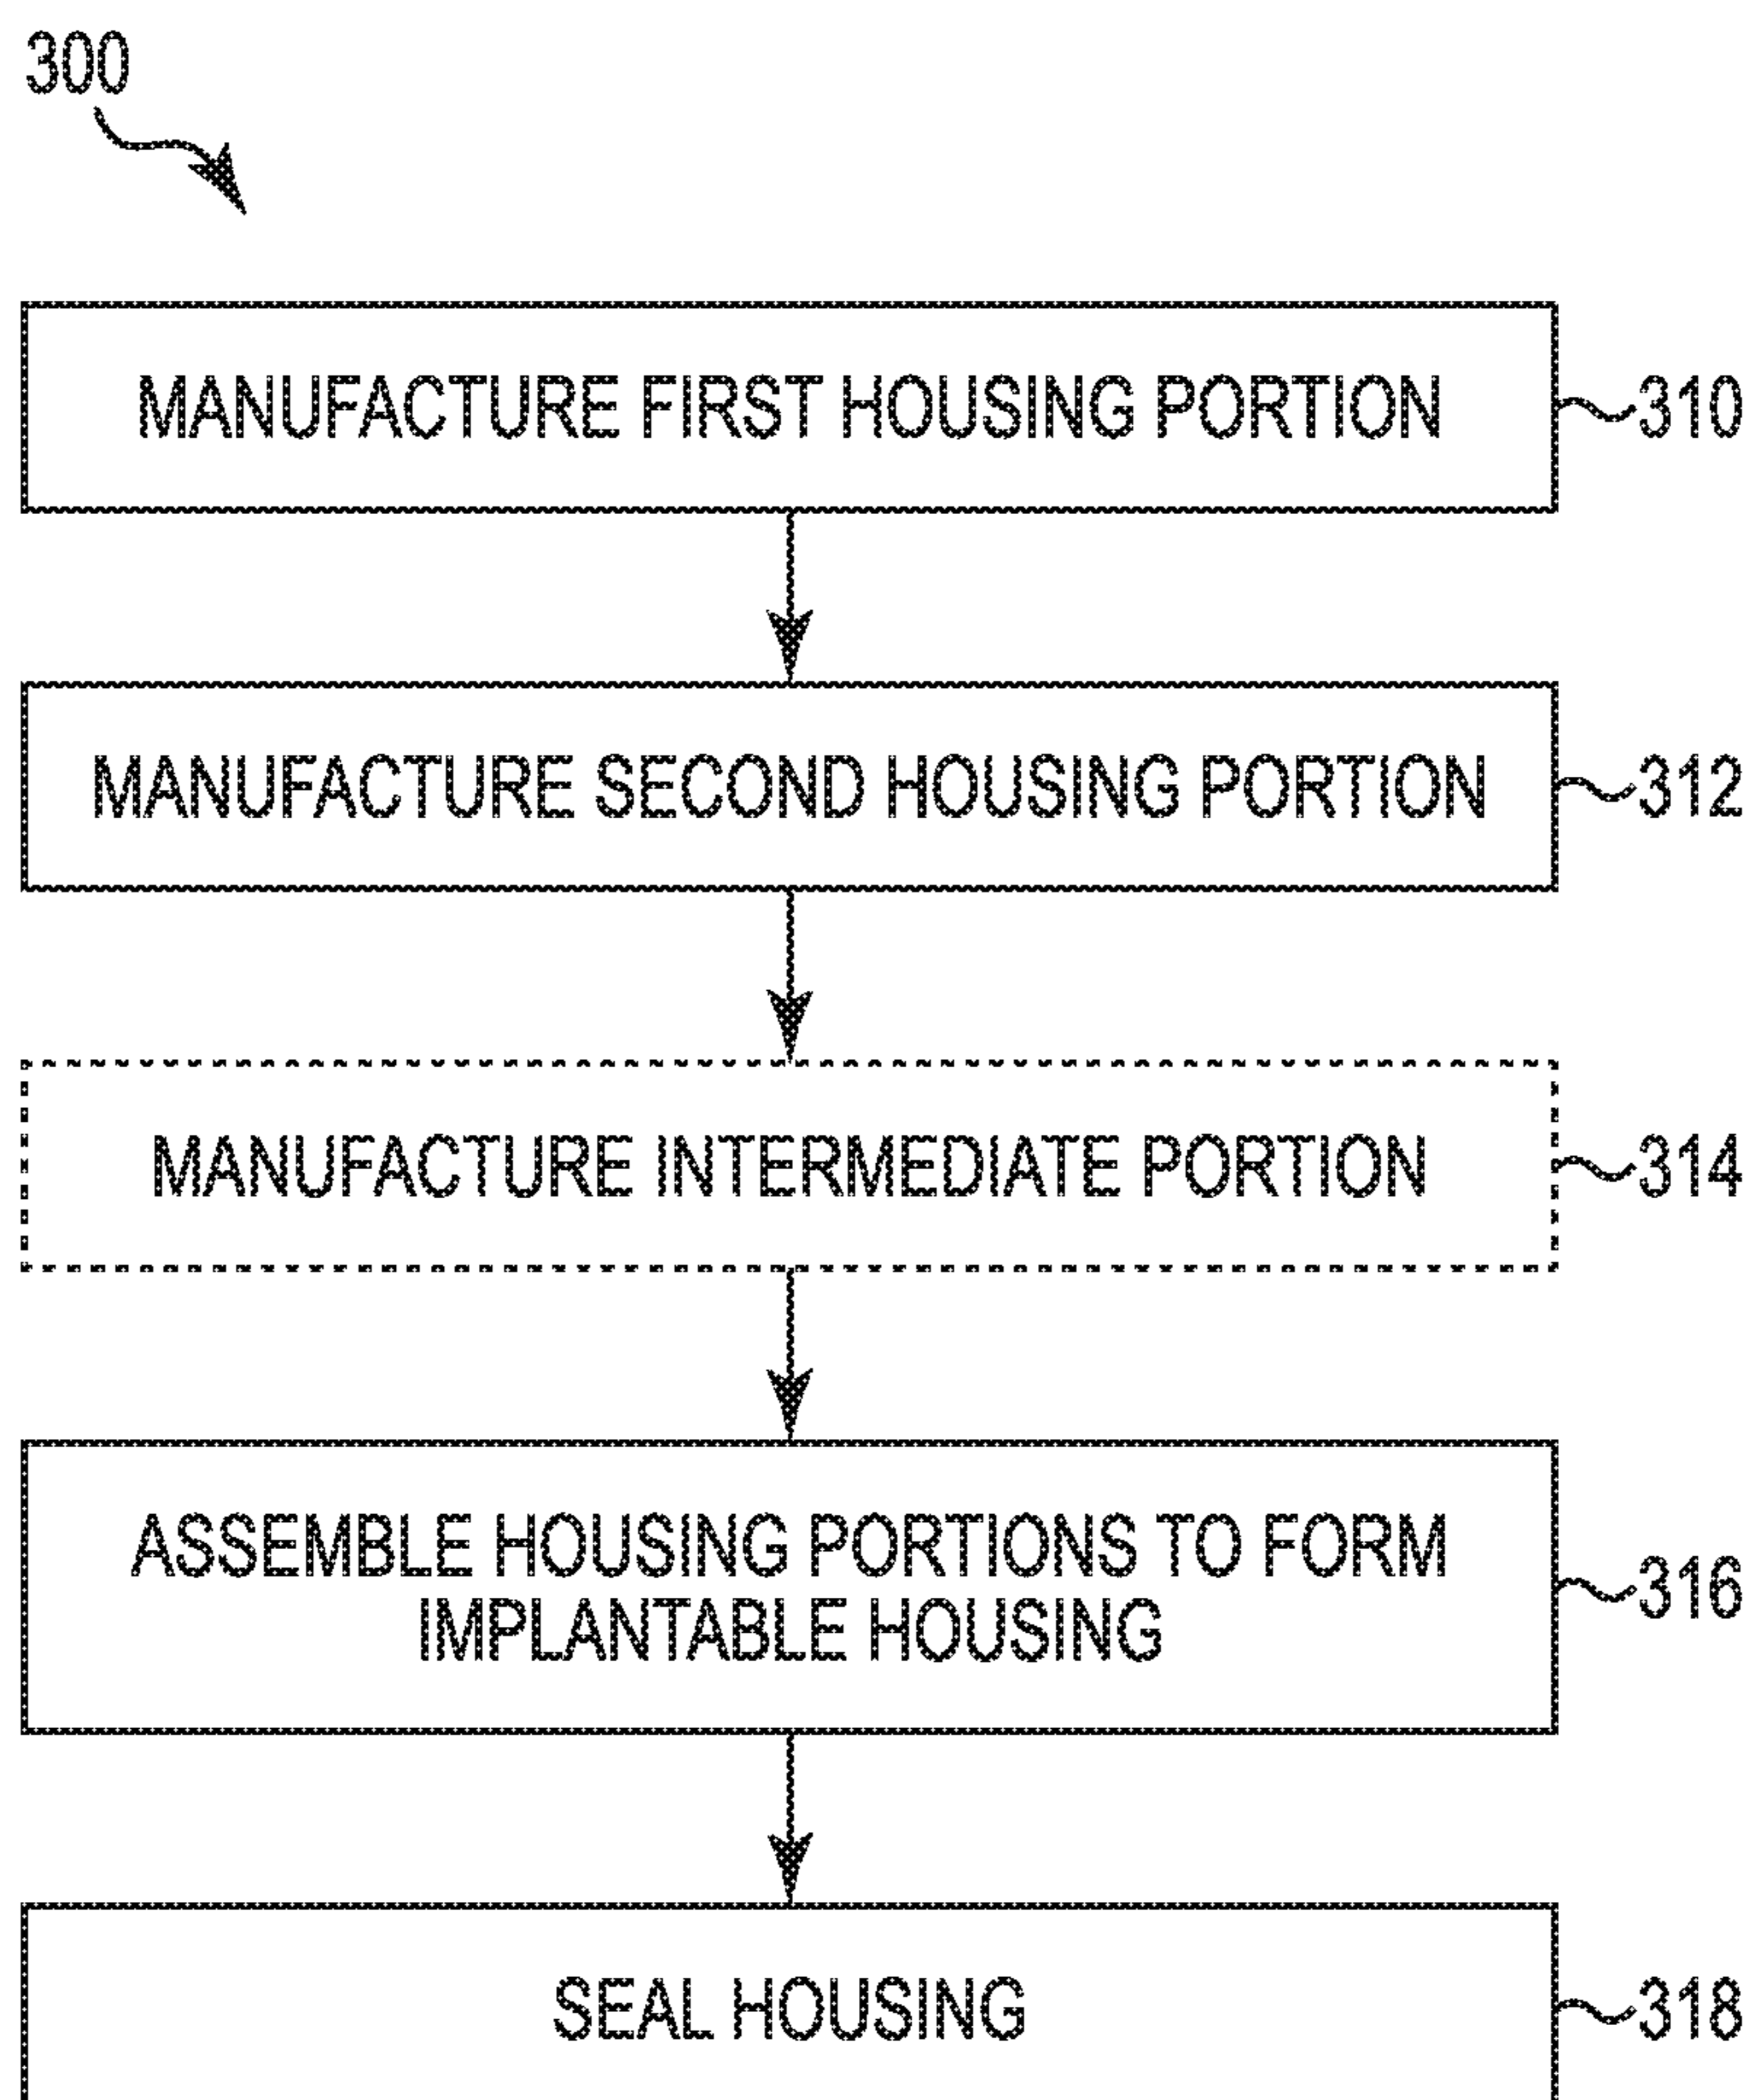 300
MANUFACTURE FIRST HOUSING PORTION
310
MANUFACTURE SECOND HOUSING PORTION
312
MANUFACTURE INTERMEDIATE PORTION
314
ASSEMBLE HOUSING PORTIONS TO FORM
IMPLANTABLE HOUSING
316
SEAL HOUSING
318